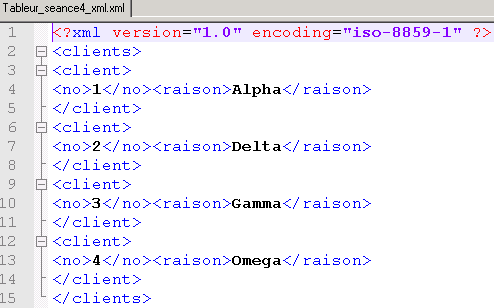 Tableur_seance4_xml.xml
1 <?xml version="1.0" encoding="iso-8859-1" ?>
2 <clients>
3 <client>
4 <no>1</no><raison>Alpha</raison>
5 </client>
6 <client>
7 <no>2</no><raison>Delta</raison>
8 </client>
9 <client>
10 <no>3</no><raison>Gamma</raison>
11 </client>
12 <client>
13 <no>4</no><raison>Omega</raison>
14 </client>
15 </clients>